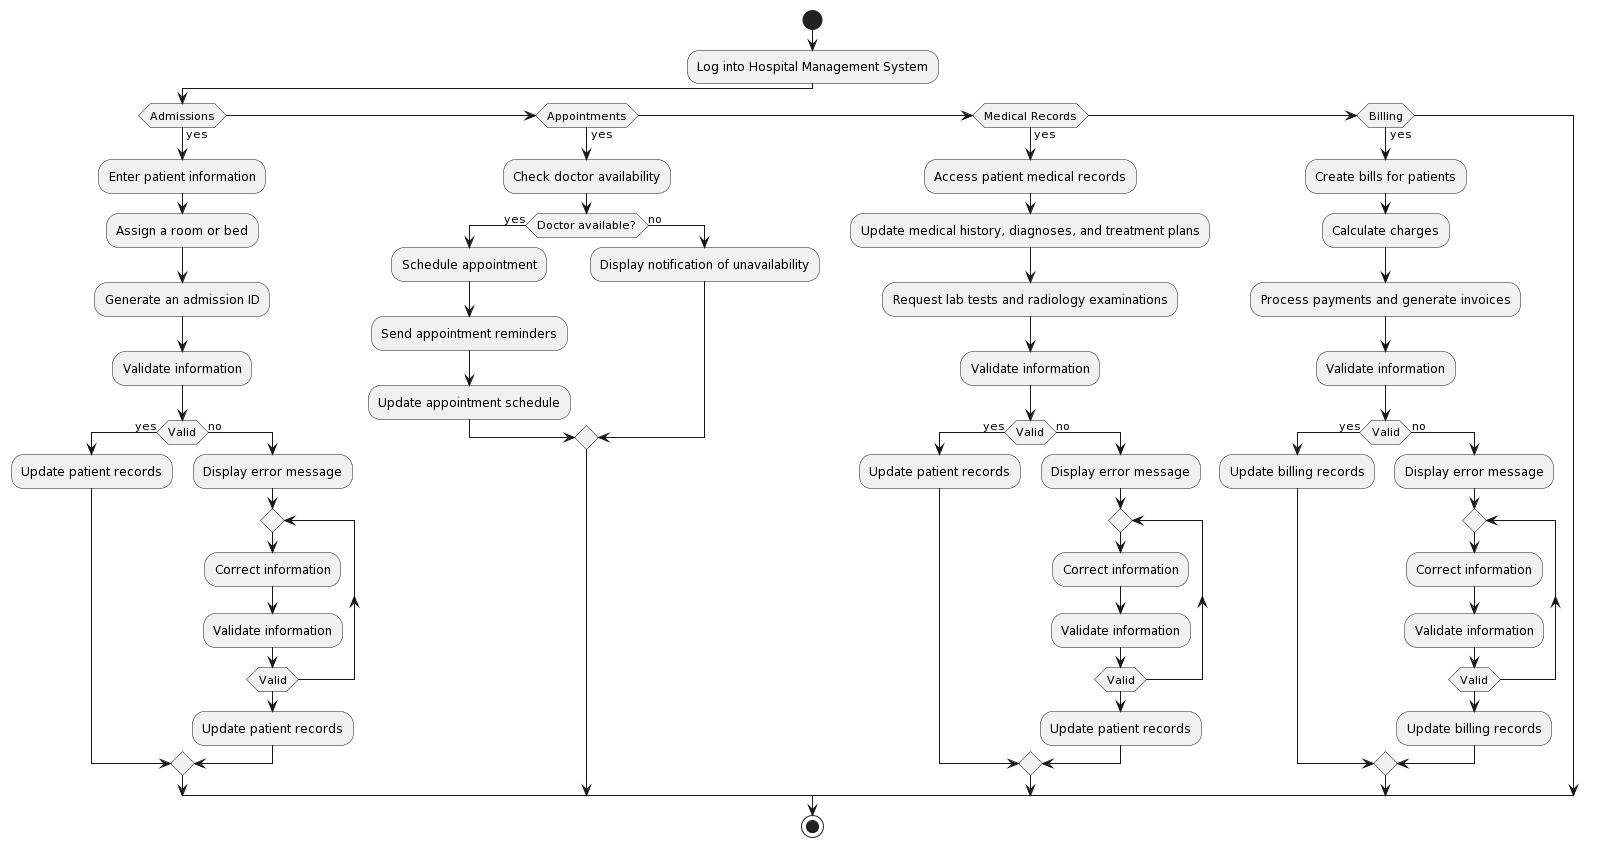 Log into Hospital Management System
Admissions
yes
Enter patient information
Assign a room or bed
Generate an admission ID
Validate information
Valid
yes
no
Update patient records
Display error message
Correct information
Validate information
Valid
Update patient records
Appointments
yes
Check doctor availability
Doctor available?
yes
no
Schedule appointment
Display notification of unavailability
Send appointment reminders
Update appointment schedule
Medical Records
yes
Access patient medical records
Update medical history, diagnoses, and treatment plans
Request lab tests and radiology examinations
Validate information
Valid
yes
no
Update patient records
Display error message
Correct information
Validate information
Valid
Update patient records
Billing
yes
Create bills for patients
Calculate charges
Process payments and generate invoices
Validate information
Valid
yes
no
Update billing records
Display error message
Correct information
Validate information
Valid
Update billing records